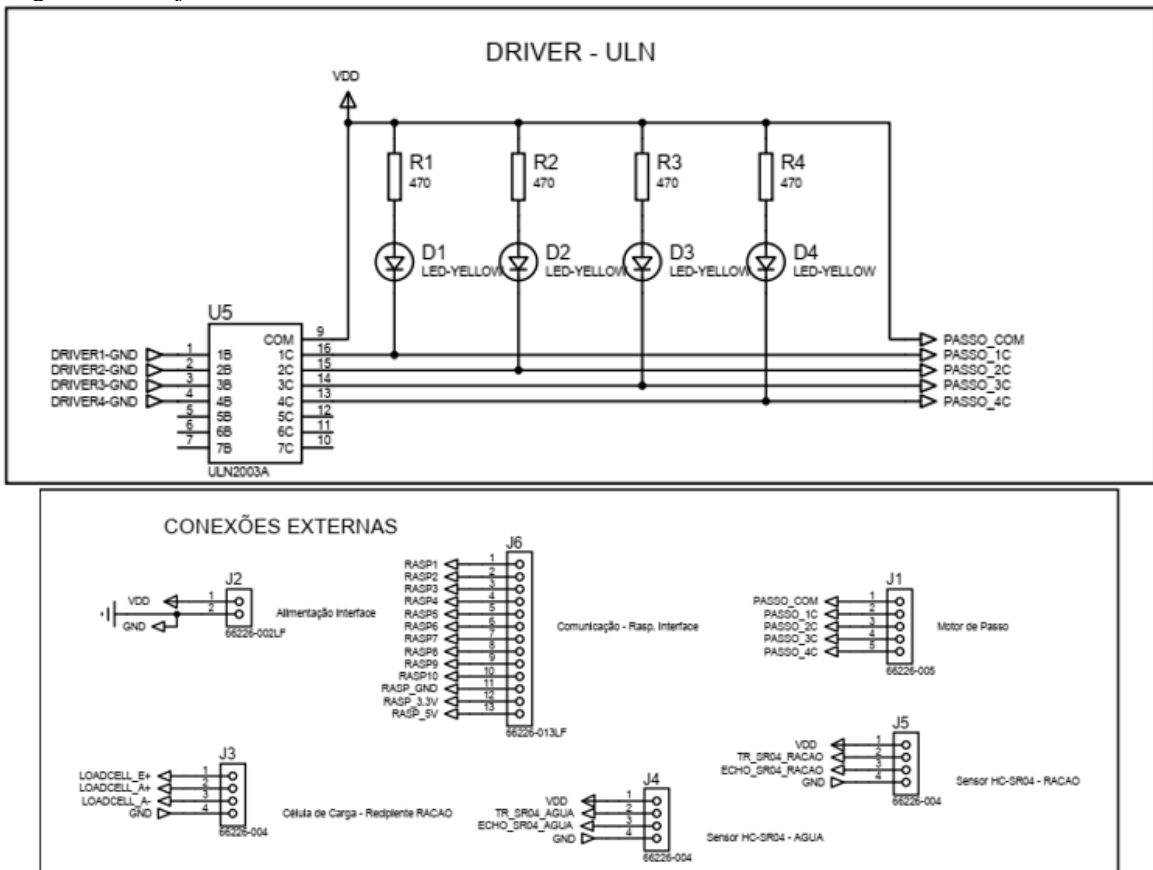 DRIVER - ULN
VDD
R1
470
R2
470
R3
470
R4
470
D1
LED-YELLOW
D2
LED-YELLOW
D3
LED-YELLOW
D4
LED-YELLOW
U5
DRIVER1-GND 1 1B
DRIVER2-GND 2 2B
DRIVER3-GND 3 3B
DRIVER4-GND 4 4B
5 5B
6 6B
7 7B
COM 9
1C 16
2C 15
3C 14
4C 13
5C 12
6C 11
7C 10
ULN2003A
PASSO_COM
PASSO_1C
PASSO_2C
PASSO_3C
PASSO_4C
CONEXÕES EXTERNAS
J2
VDD 1
2
GND
66226-002LF
Alimentação Interface
J6
RASP1 1
RASP2 2
RASP3 3
RASP4 4
RASP5 5
RASP6 6
RASP7 7
RASP8 8
RASP9 9
RASP10 10
RASP_GND 11
RASP_3.3V 12
RASP_5V 13
66226-013LF
Comunicação - Rasp. Interface
J1
PASSO_COM 1
PASSO_1C 2
PASSO_2C 3
PASSO_3C 4
PASSO_4C 5
66226-005
Motor de Passo
J3
LOADCELL_E+ 1
LOADCELL_A+ 2
LOADCELL_A- 3
GND 4
66226-004
Célula de Carga - Recipiente RACAO
J4
VDD 1
TR_SR04_AGUA 2
ECHO_SR04_AGUA 3
GND 4
66226-004
Sensor HC-SR04 - AGUA
J5
VDD 1
TR_SR04_RACAO 2
ECHO_SR04_RACAO 3
GND 4
66226-004
Sensor HC-SR04 - RACAO